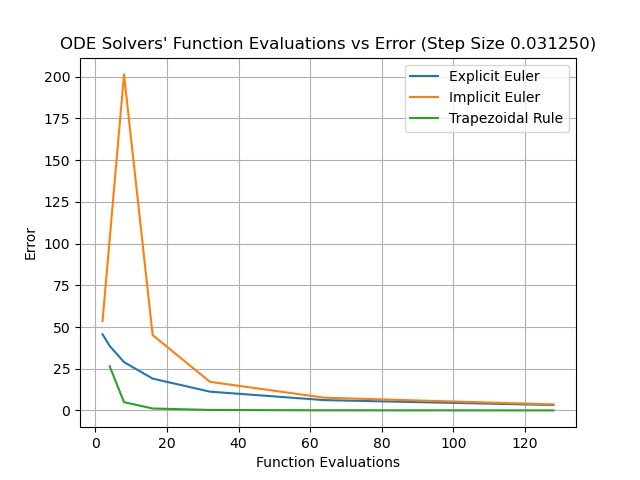 ODE Solvers' Function Evaluations vs Error (Step Size 0.031250)
Explicit Euler
Implicit Euler
Trapezoidal Rule
200
175
150
125
100
75
50
25
0
Error
0 20 40 60 80 100 120
Function Evaluations